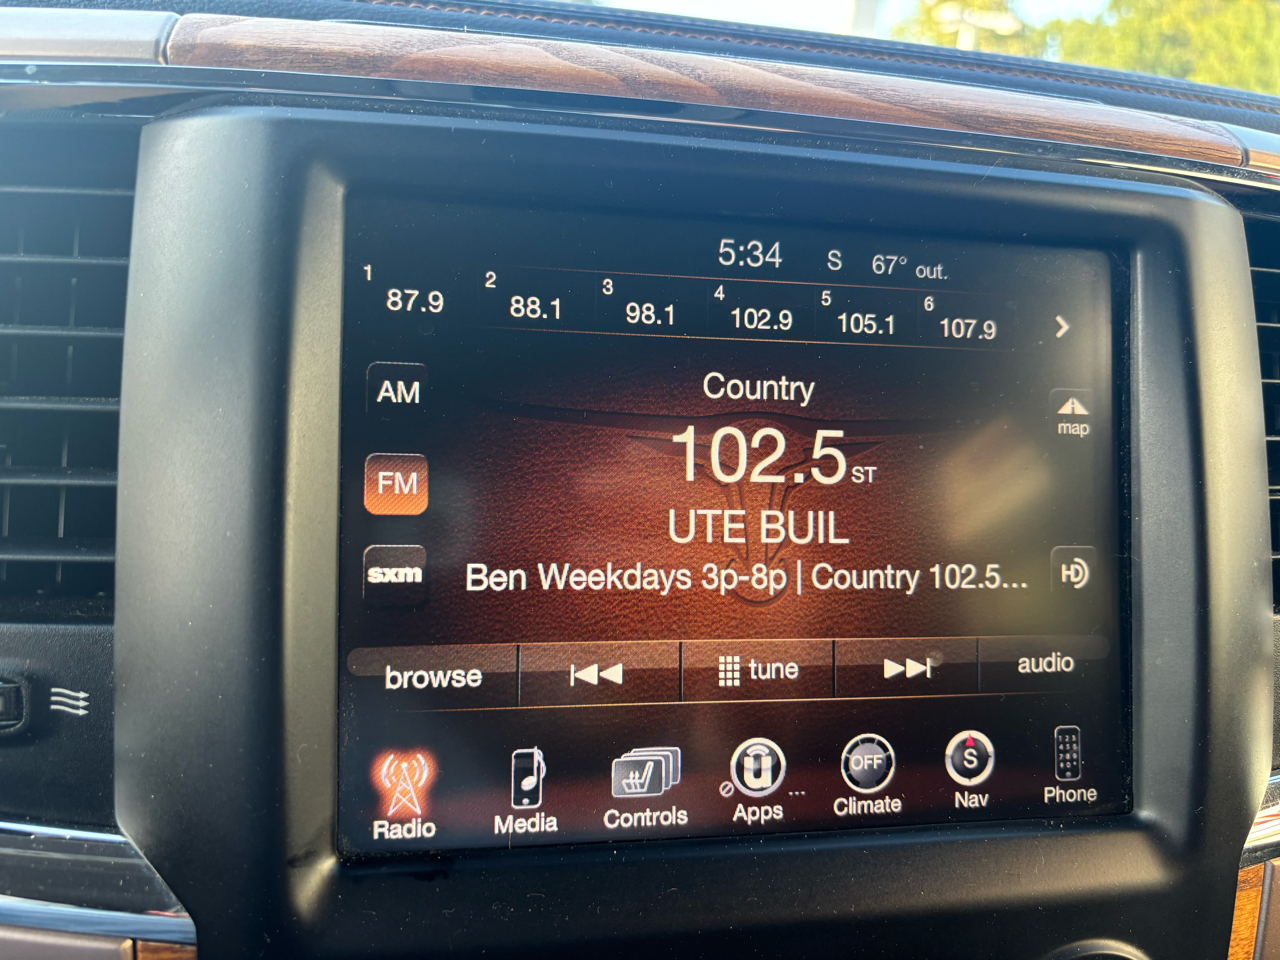 5:34 S 67° out.
1 87.9 2 88.1 3 98.1 4 102.9 5 105.1 6 107.9
AM
Country
map
102.5 ST
FM
UTE BUIL
sxm
Ben Weekdays 3p-8p | Country 102.5...
HD
browse tune audio
OFF S
Radio Media Controls Apps ... Climate Nav Phone